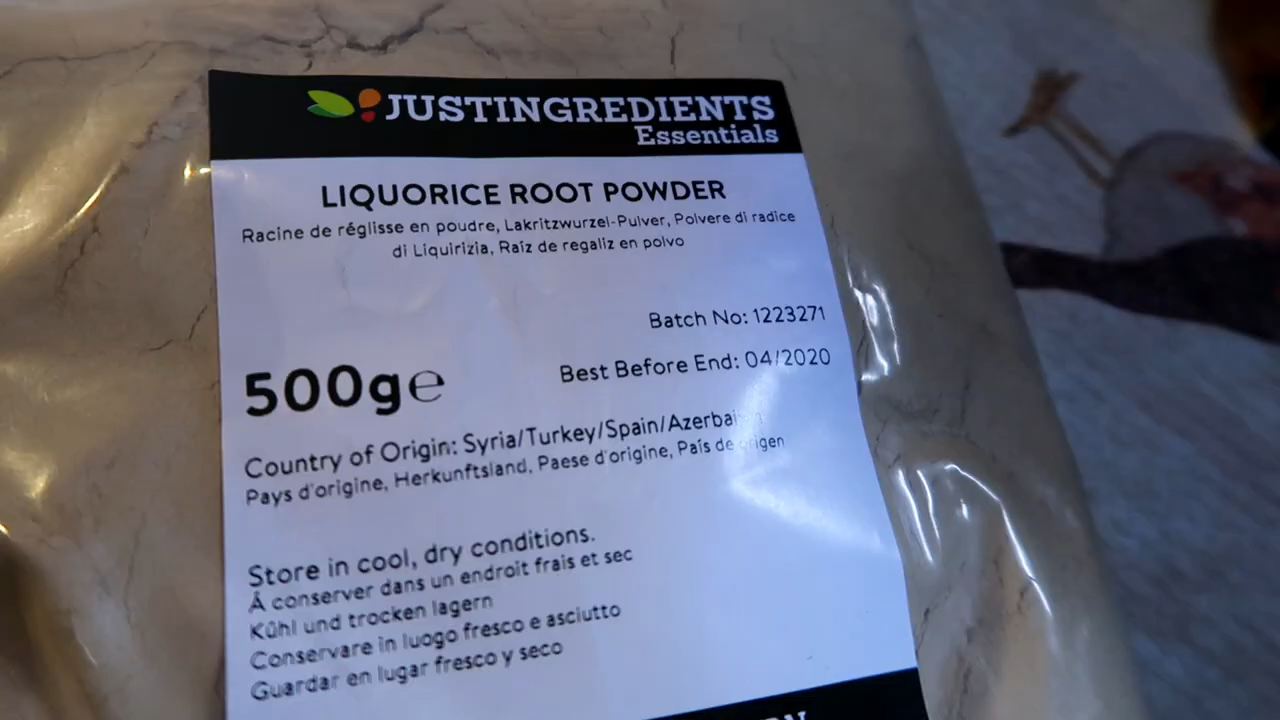 JUSTINGREDIENTS
Essentials
LIQUORICE ROOT POWDER
Racine de réglisse en poudre, Lakritzwurzel-Pulver, Polvere di radice
di Liquirizia, Raíz de regaliz en polvo
Batch No: 1223271
500g℮
Best Before End: 04/2020
Country of Origin: Syria/Turkey/Spain/
Pays d'origine, Herkunftsland, Paese d'origine, País de origen
Store in cool, dry conditions.
À conserver dans un endroit frais et sec
Kühl und trocken lagern
Conservare in luogo fresco e asciutto
Guardar en lugar fresco y seco